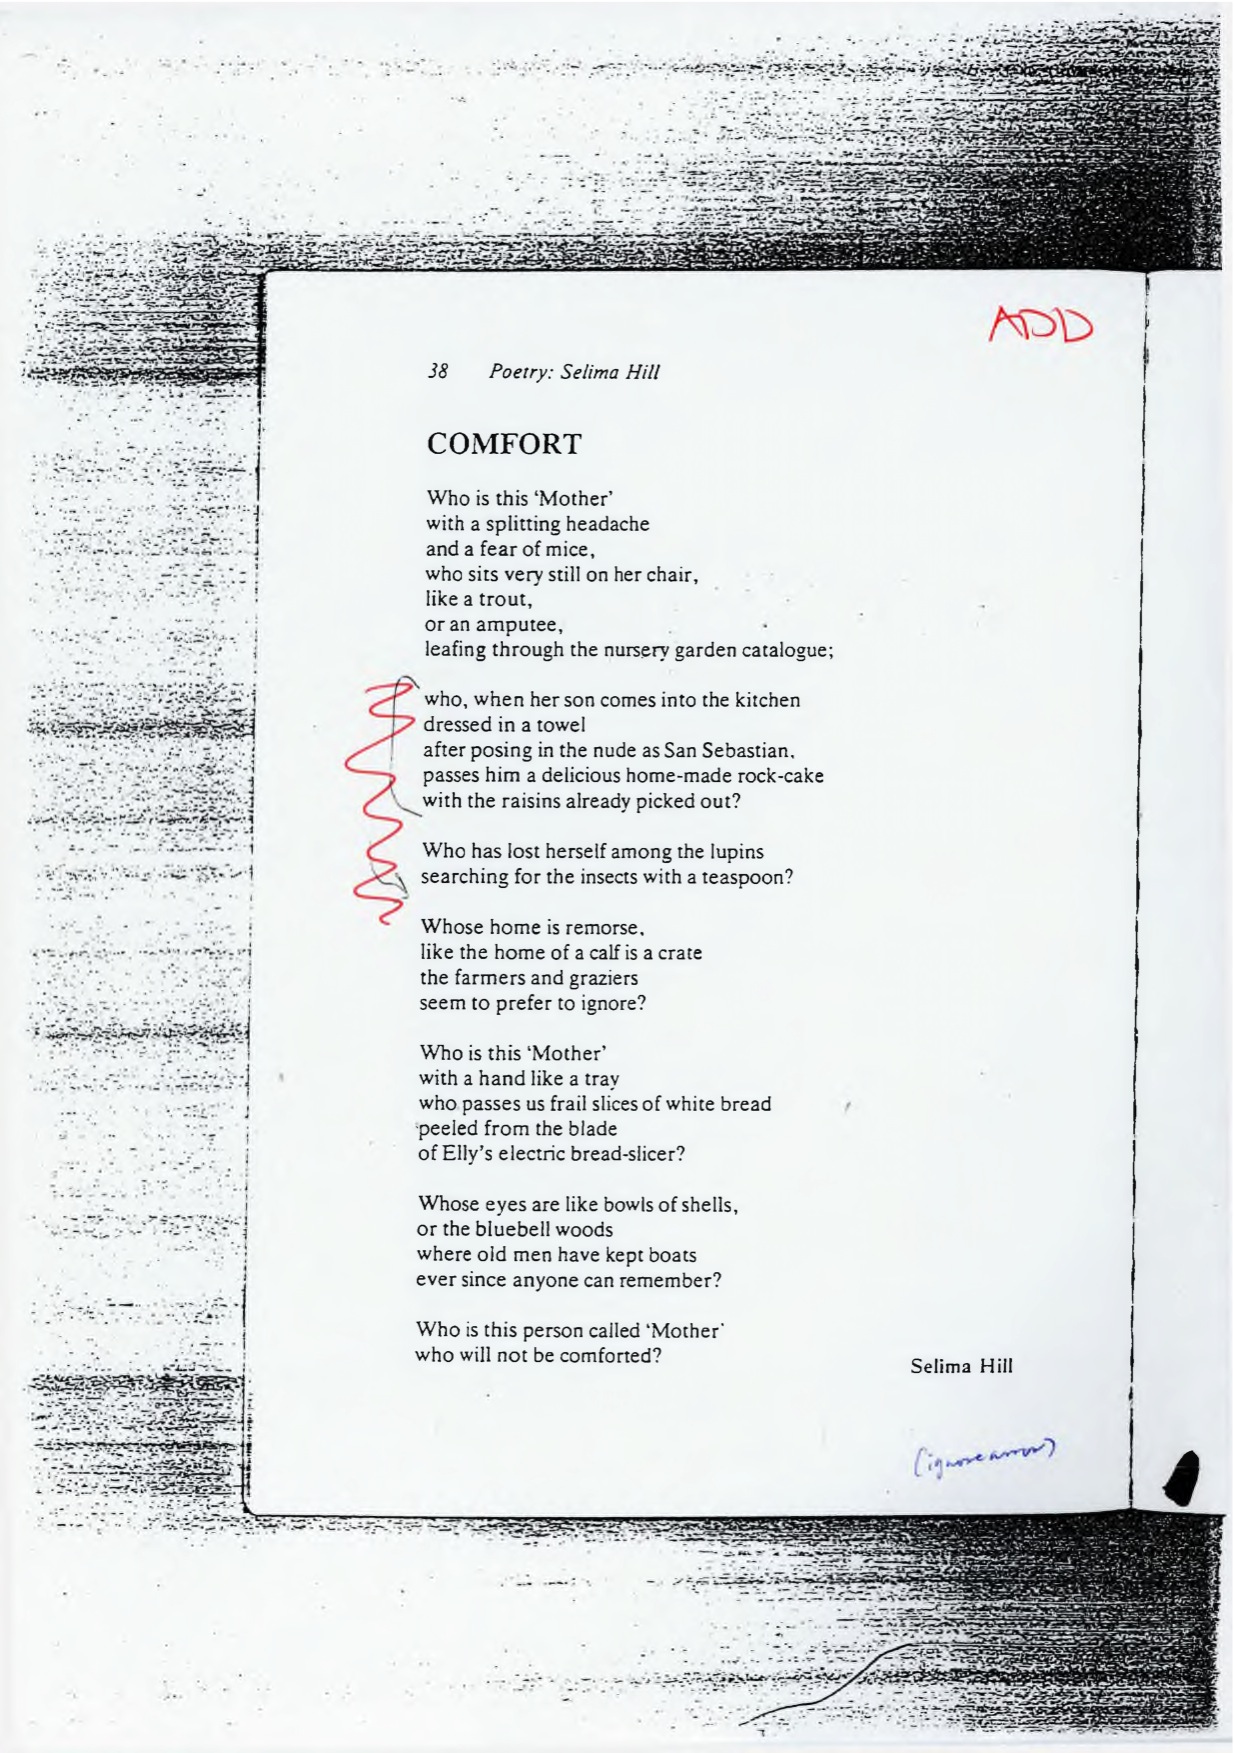 ADD
38 Poetry: Selima Hill
COMFORT
Who is this ‘Mother’
with a splitting headache
and a fear of mice,
who sits very still on her chair,
like a trout,
or an amputee,
leafing through the nursery garden catalogue;
who, when her son comes into the kitchen
dressed in a towel
after posing in the nude as San Sebastian,
passes him a delicious home-made rock-cake
with the raisins already picked out?
Who has lost herself among the lupins
searching for the insects with a teaspoon?
Whose home is remorse,
like the home of a calf is a crate
the farmers and graziers
seem to prefer to ignore?
Who is this ‘Mother’
with a hand like a tray
who passes us frail slices of white bread
peeled from the blade
of Elly’s electric bread-slicer?
Whose eyes are like bowls of shells,
or the bluebell woods
where old men have kept boats
ever since anyone can remember?
Who is this person called ‘Mother’
who will not be comforted?
Selima Hill
(ignore arrow)